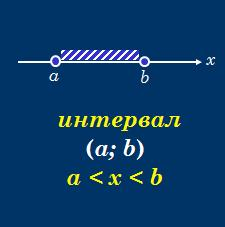 x
a b
интервал
(a; b)
a < x < b